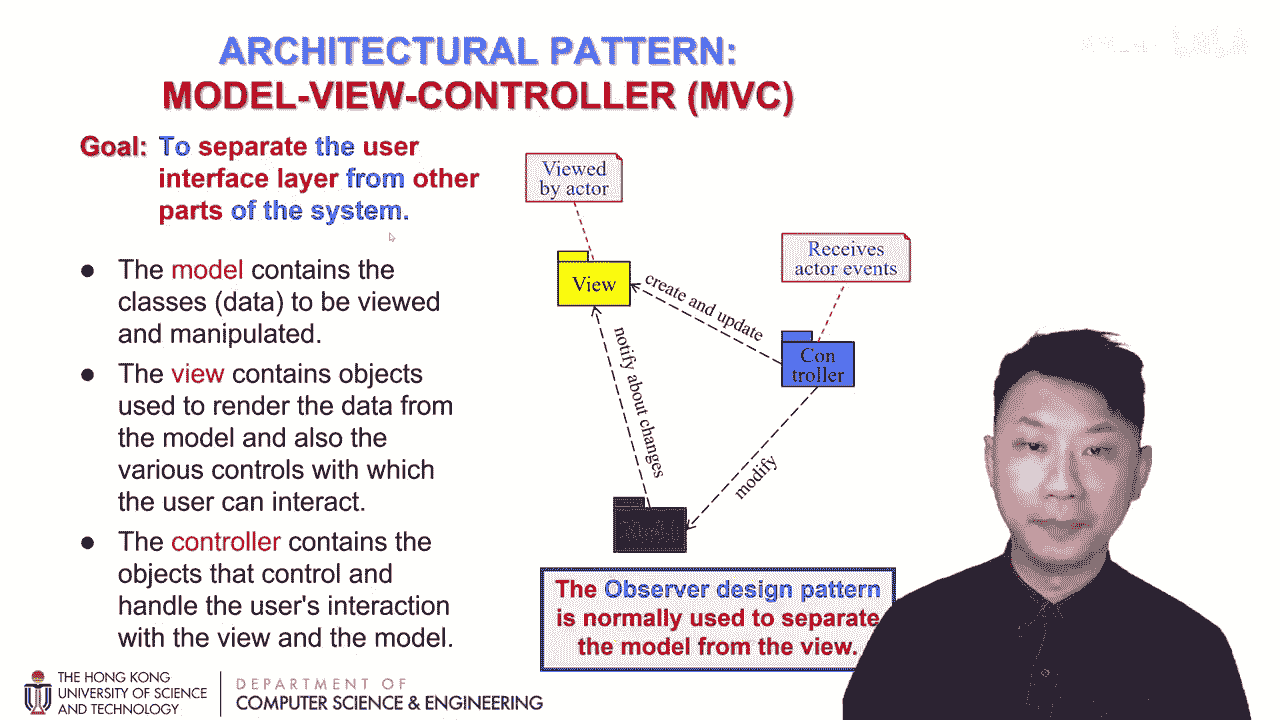 ARCHITECTURAL PATTERN:
MODEL-VIEW-CONTROLLER (MVC)
Goal: To separate the user
interface layer from other
parts of the system.
● The model contains the
classes (data) to be viewed
and manipulated.
● The view contains objects
used to render the data from
the model and also the
various controls with which
the user can interact.
● The controller contains the
objects that control and
handle the user's interaction
with the view and the model.
Viewed
by actor
View
create and update
Receives
actor events
Con
troller
notify about changes
modify
The Observer design pattern
is normally used to separate
the model from the view.
THE HONG KONG
UNIVERSITY OF SCIENCE
AND TECHNOLOGY
DEPARTMENT OF
COMPUTER SCIENCE & ENGINEERING